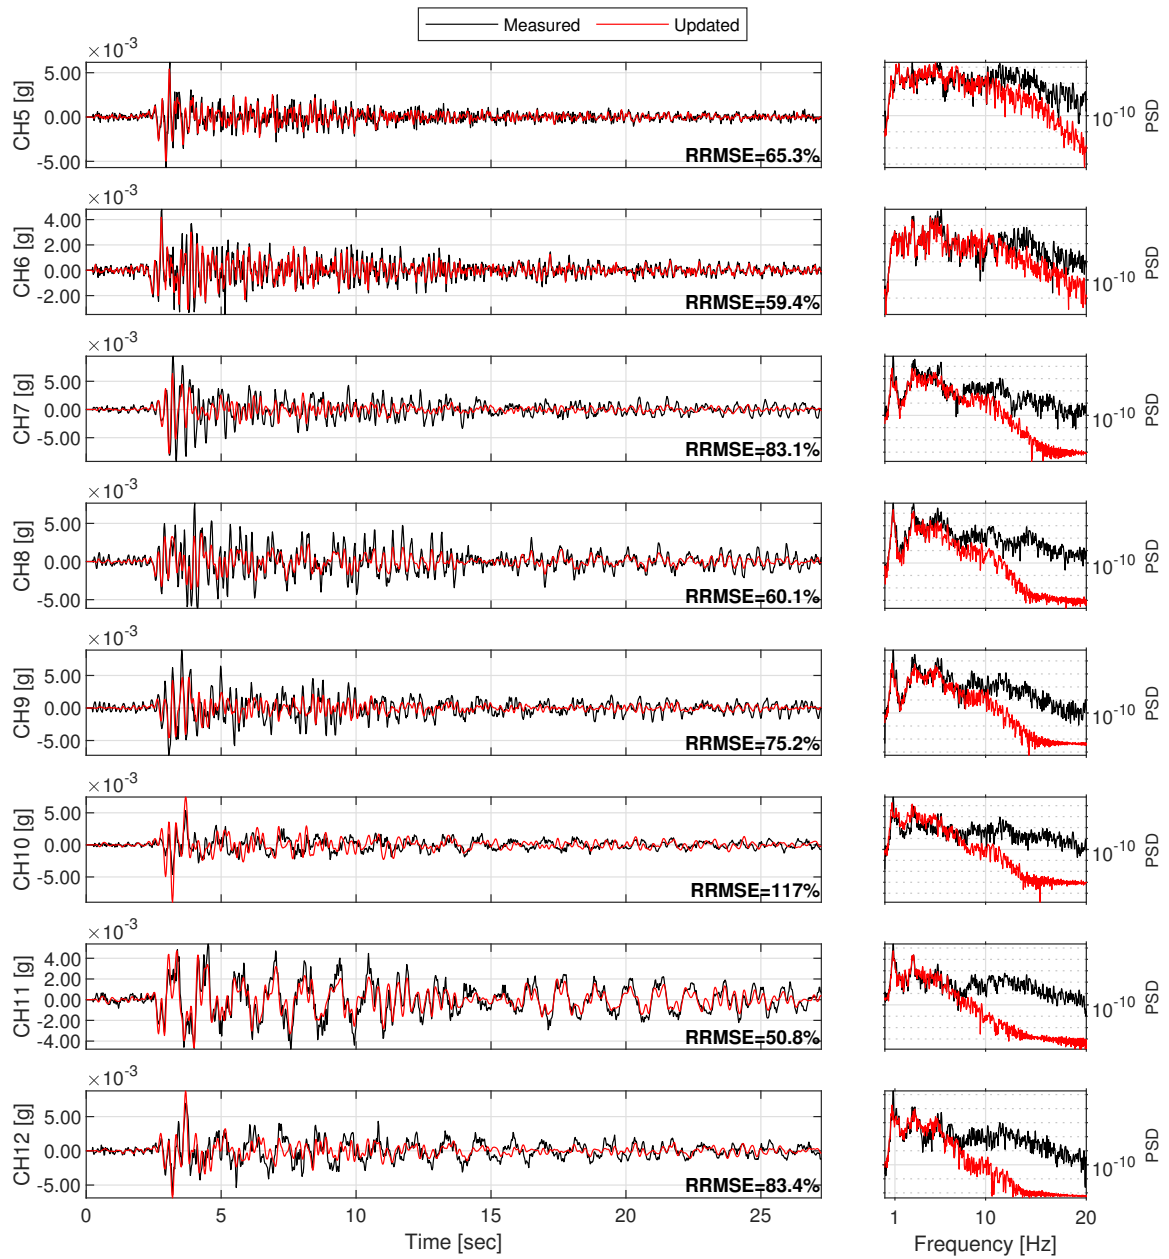 Measured Updated
×10⁻³
5.00
0.00
-5.00
CH5 [g]
RRMSE=65.3%
10⁻¹⁰
PSD
×10⁻³
4.00
2.00
0.00
-2.00
CH6 [g]
RRMSE=59.4%
10⁻¹⁰
PSD
×10⁻³
5.00
0.00
-5.00
CH7 [g]
RRMSE=83.1%
10⁻¹⁰
PSD
×10⁻³
5.00
0.00
-5.00
CH8 [g]
RRMSE=60.1%
10⁻¹⁰
PSD
×10⁻³
5.00
0.00
-5.00
CH9 [g]
RRMSE=75.2%
10⁻¹⁰
PSD
×10⁻³
5.00
0.00
-5.00
CH10 [g]
RRMSE=117%
10⁻¹⁰
PSD
×10⁻³
4.00
2.00
0.00
-2.00
-4.00
CH11 [g]
RRMSE=50.8%
10⁻¹⁰
PSD
×10⁻³
5.00
0.00
-5.00
CH12 [g]
RRMSE=83.4%
10⁻¹⁰
PSD
0 5 10 15 20 25
Time [sec]
1 10 20
Frequency [Hz]